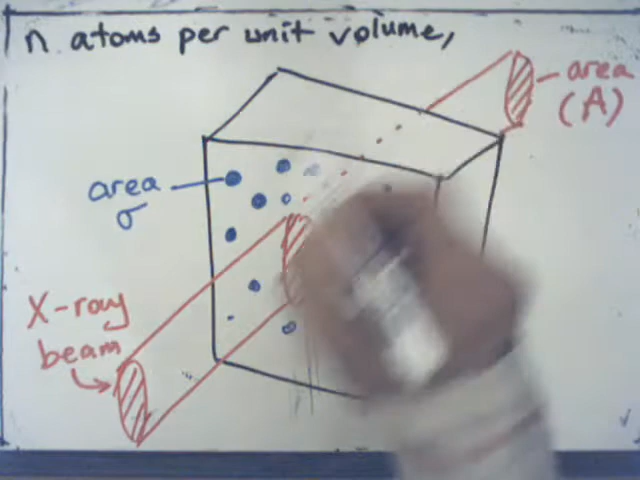 n atoms per unit volume,
area
(A)
area
σ
X-ray
beam